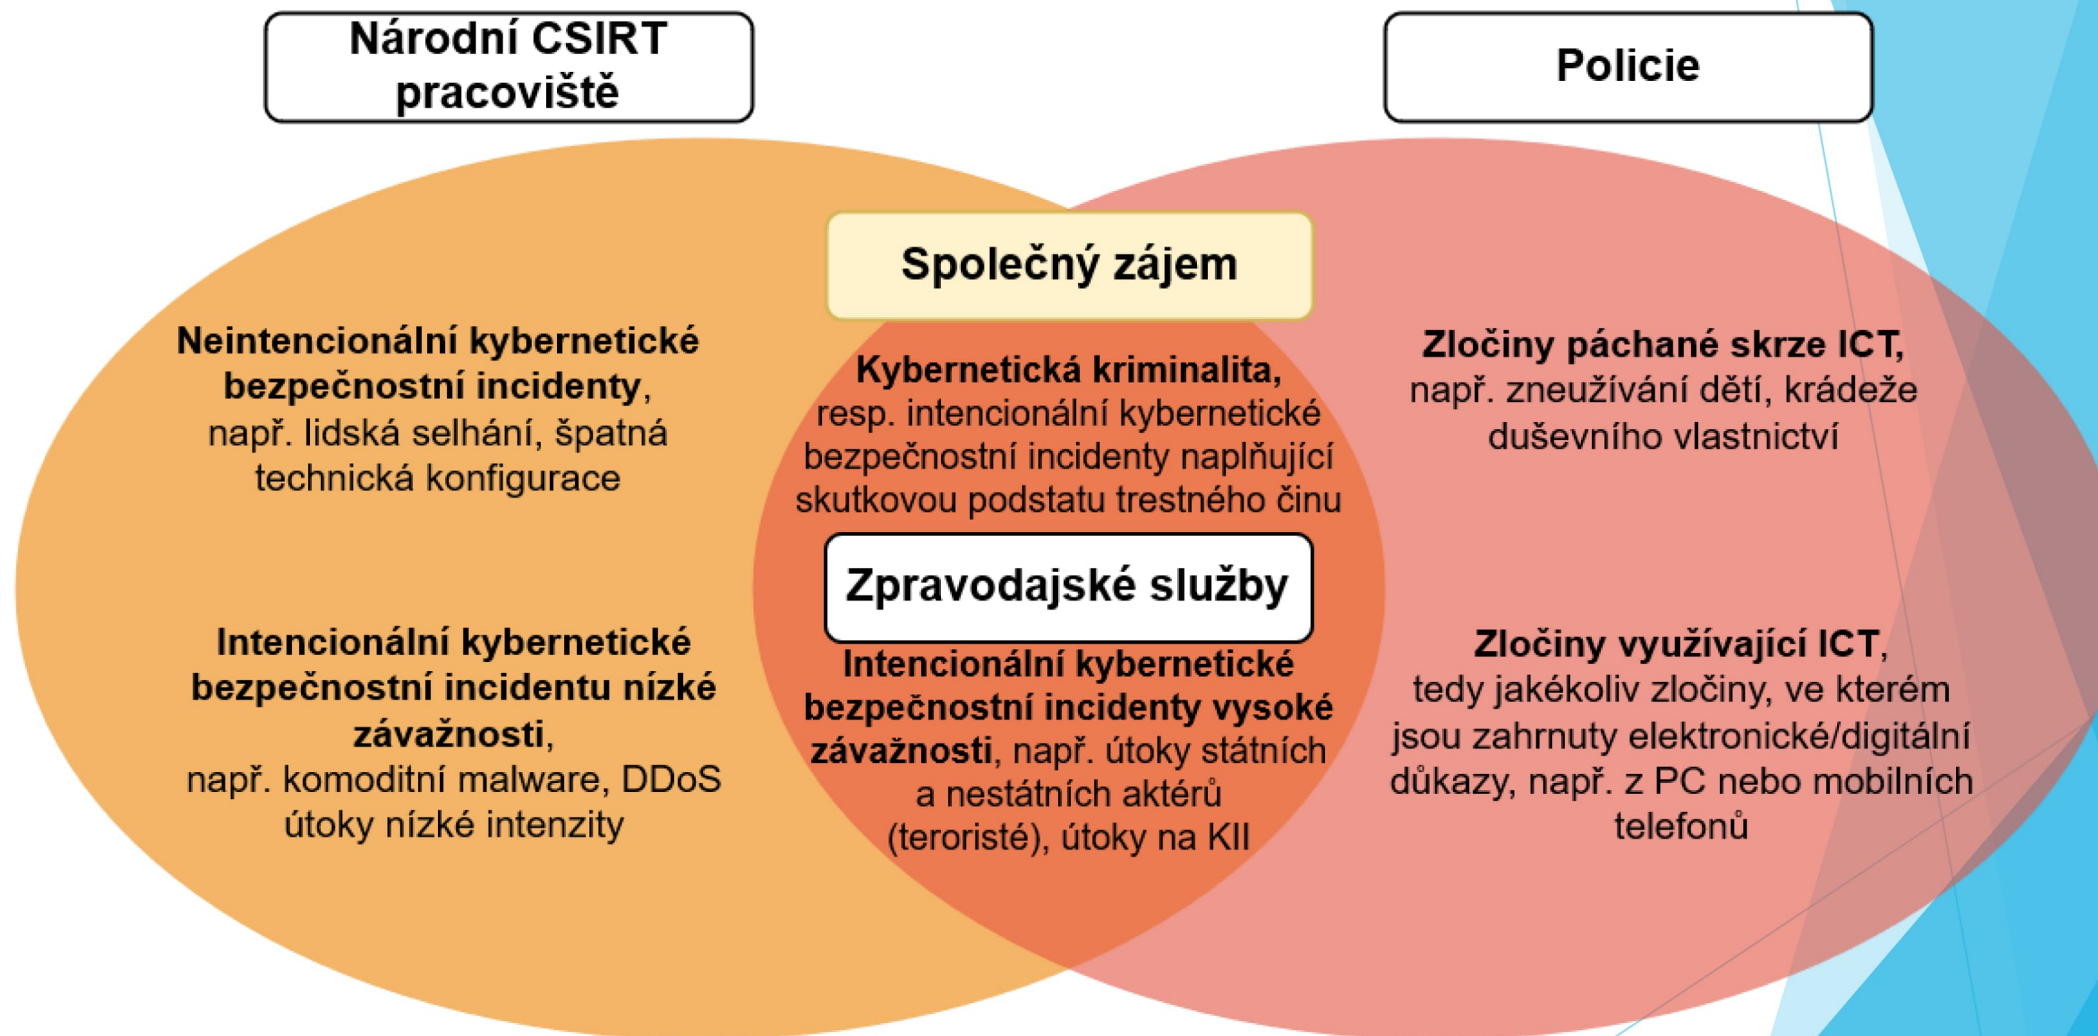 Národní CSIRT
pracoviště
Policie
Společný zájem
Neintencionální kybernetické
bezpečnostní incidenty,
např. lidská selhání, špatná
technická konfigurace
Intencionální kybernetické
bezpečnostní incidentu nízké
závažnosti,
např. komoditní malware, DDoS
útoky nízké intenzity
Kybernetická kriminalita,
resp. intencionální kybernetické
bezpečnostní incidenty naplňující
skutkovou podstatu trestného činu
Zpravodajské služby
Intencionální kybernetické
bezpečnostní incidenty vysoké
závažnosti, např. útoky státních
a nestátních aktérů
(teroristé), útoky na KII
Zločiny páchané skrze ICT,
např. zneužívání dětí, krádeže
duševního vlastnictví
Zločiny využívající ICT,
tedy jakékoliv zločiny, ve kterém
jsou zahrnuty elektronické/digitální
důkazy, např. z PC nebo mobilních
telefonů